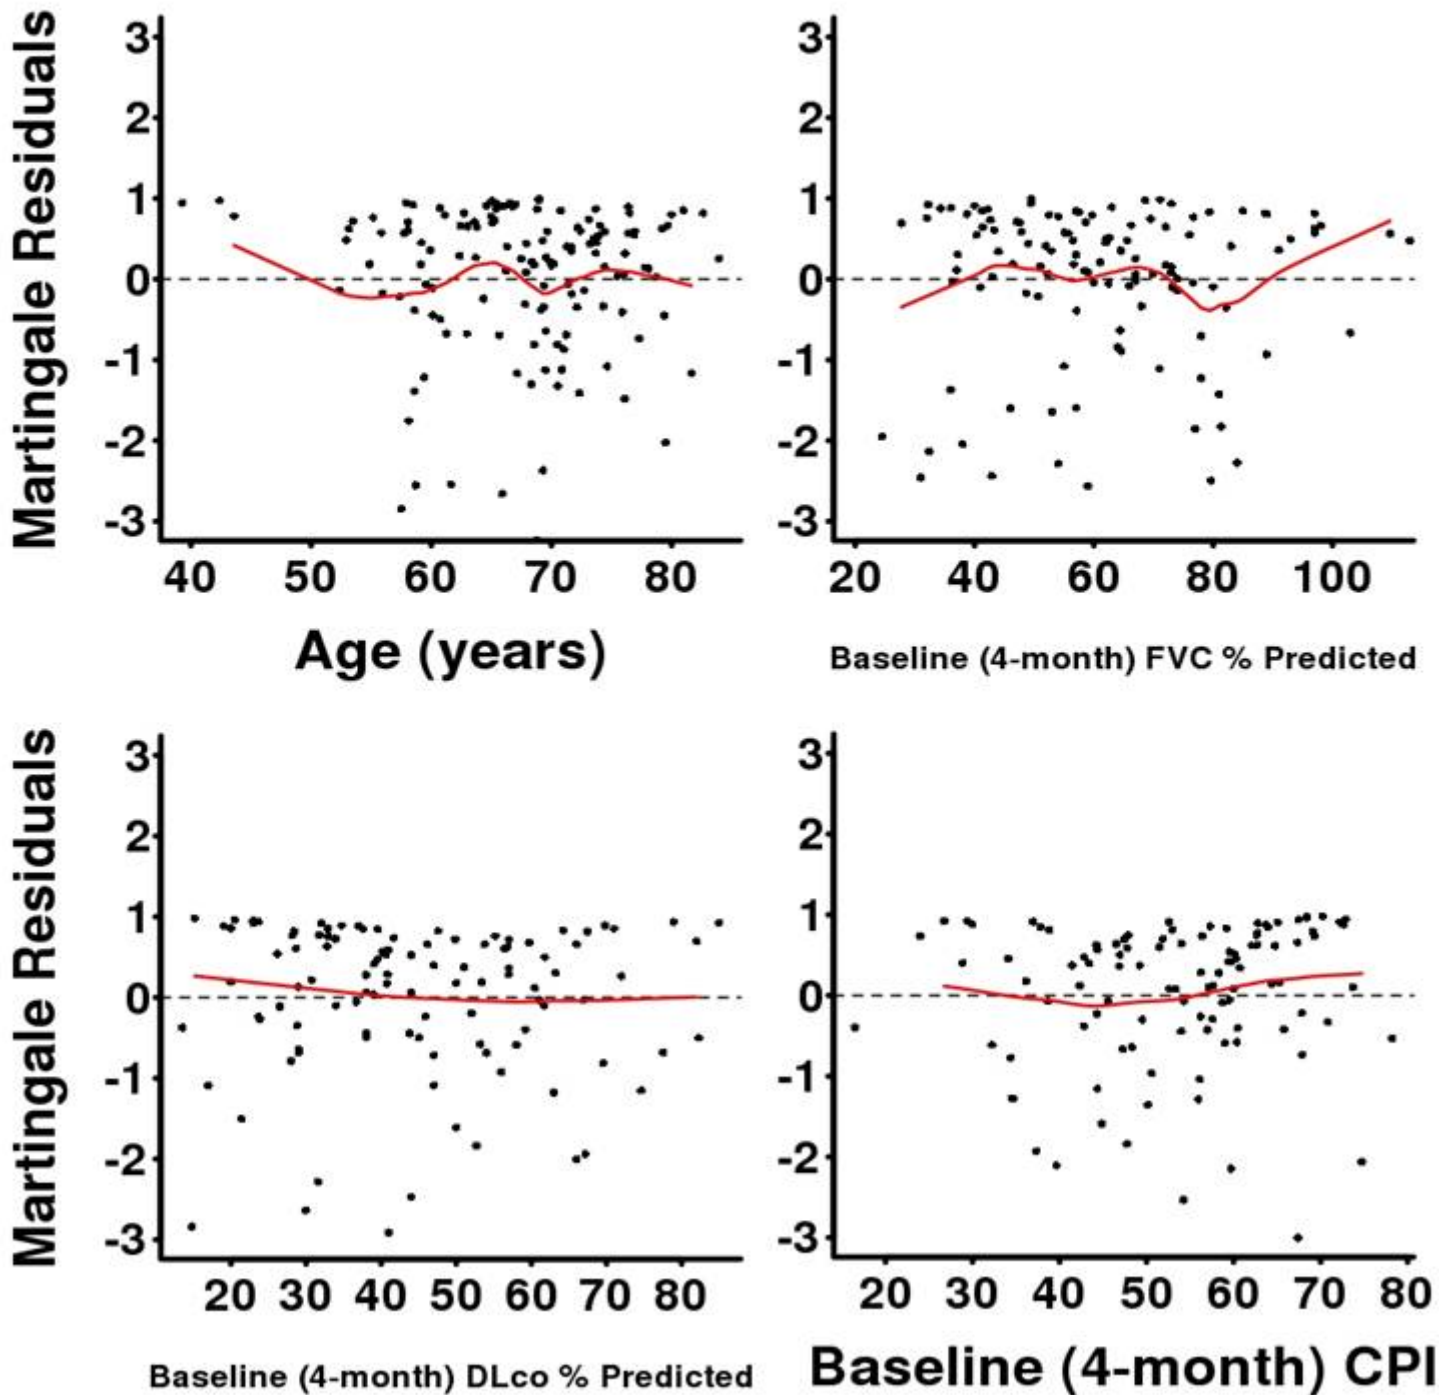 Martingale Residuals
3
2
1
0
-1
-2
-3
40 50 60 70 80
Age (years)
3
2
1
0
-1
-2
-3
20 40 60 80 100
Baseline (4-month) FVC % Predicted
Martingale Residuals
3
2
1
0
-1
-2
-3
20 30 40 50 60 70 80
Baseline (4-month) DLco % Predicted
3
2
1
0
-1
-2
-3
20 30 40 50 60 70 80
Baseline (4-month) CPI